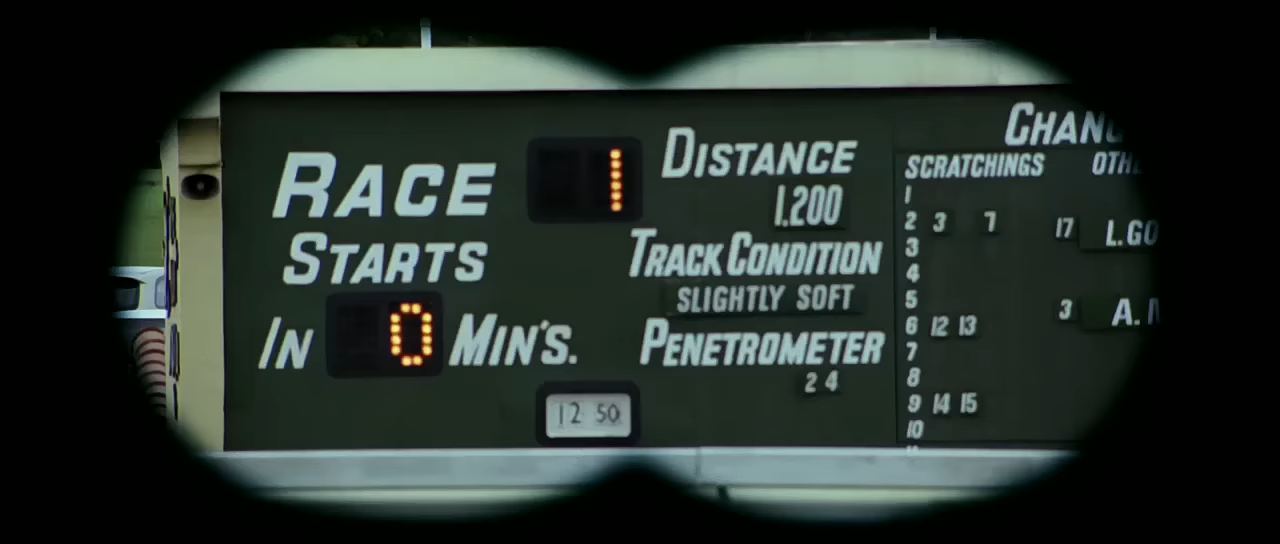 RACE 1
STARTS
IN 0 MIN'S.
12 50
DISTANCE
1.200
TRACK CONDITION
SLIGHTLY SOFT
PENETROMETER
2 4
SCRATCHINGS
1
2 3 7 17
3
4
5
6 12 13 3
7
8
9 14 15
10